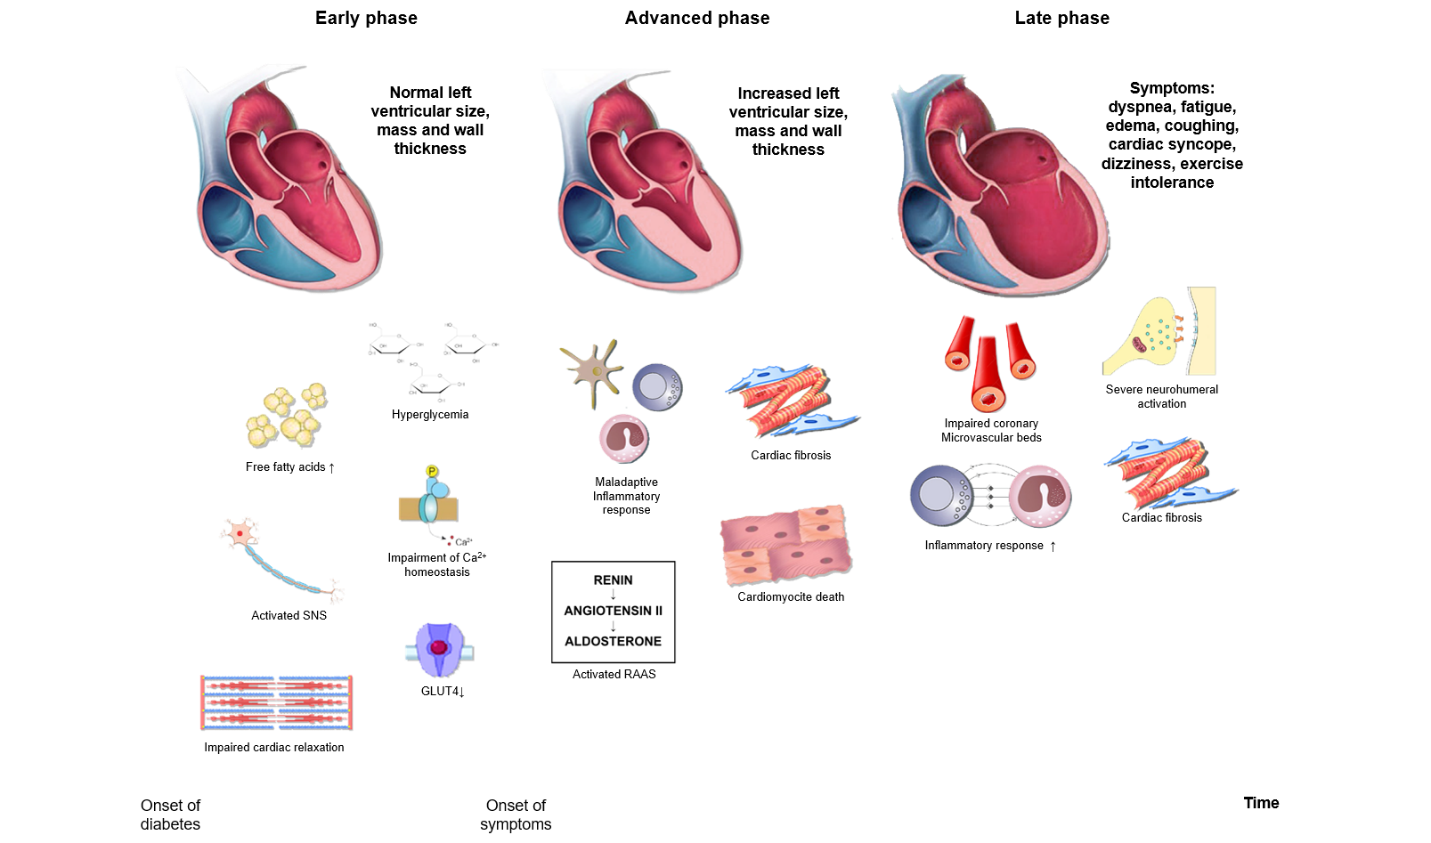 Early phase
Advanced phase
Late phase
Normal left
ventricular size,
mass and wall
thickness
Increased left
ventricular size,
mass and wall
thickness
Symptoms:
dyspnea, fatigue,
edema, coughing,
cardiac syncope,
dizziness, exercise
intolerance
Hyperglycemia
Free fatty acids ↑
P
Ca²⁺
Impairment of Ca²⁺
homeostasis
Activated SNS
GLUT4↓
Impaired cardiac relaxation
Maladaptive
Inflammatory
response
Cardiac fibrosis
Cardiomyocite death
RENIN
↓
ANGIOTENSIN II
↓
ALDOSTERONE
Activated RAAS
Impaired coronary
Microvascular beds
Severe neurohumeral
activation
Inflammatory response ↑
Cardiac fibrosis
Onset of
diabetes
Onset of
symptoms
Time